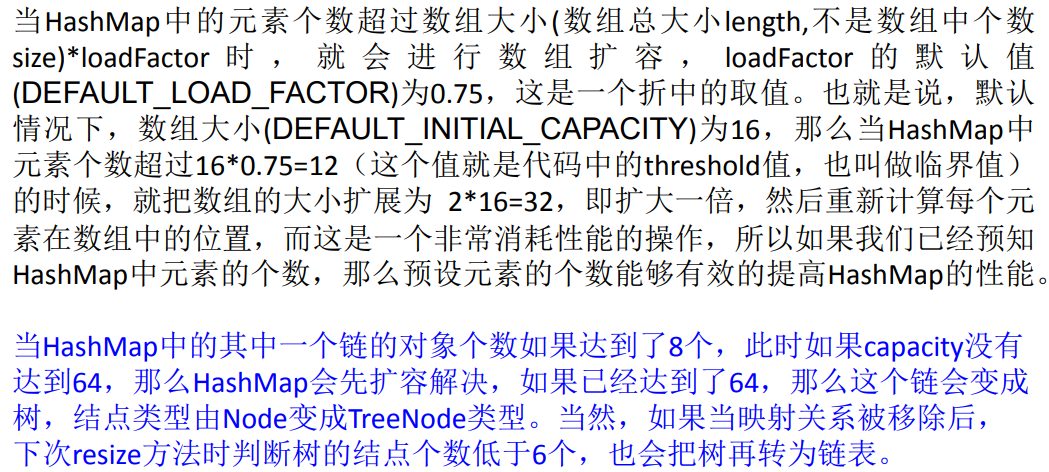 当HashMap中的元素个数超过数组大小(数组总大小length,不是数组中个数
size)*loadFactor 时 ， 就 会 进 行 数 组 扩 容 ， loadFactor 的 默 认 值
(DEFAULT_LOAD_FACTOR)为0.75，这是一个折中的取值。也就是说，默认
情况下，数组大小(DEFAULT_INITIAL_CAPACITY)为16，那么当HashMap中
元素个数超过16*0.75=12（这个值就是代码中的threshold值，也叫做临界值）
的时候，就把数组的大小扩展为 2*16=32，即扩大一倍，然后重新计算每个元
素在数组中的位置，而这是一个非常消耗性能的操作，所以如果我们已经预知
HashMap中元素的个数，那么预设元素的个数能够有效的提高HashMap的性能。
当HashMap中的其中一个链的对象个数如果达到了8个，此时如果capacity没有
达到64，那么HashMap会先扩容解决，如果已经达到了64，那么这个链会变成
树，结点类型由Node变成TreeNode类型。当然，如果当映射关系被移除后，
下次resize方法时判断树的结点个数低于6个，也会把树再转为链表。